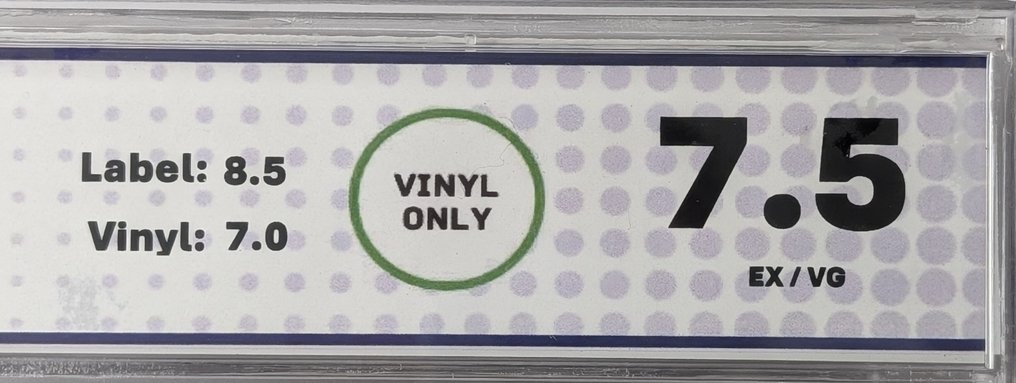 Label: 8.5
Vinyl: 7.0
VINYL
ONLY
7.5
EX / VG